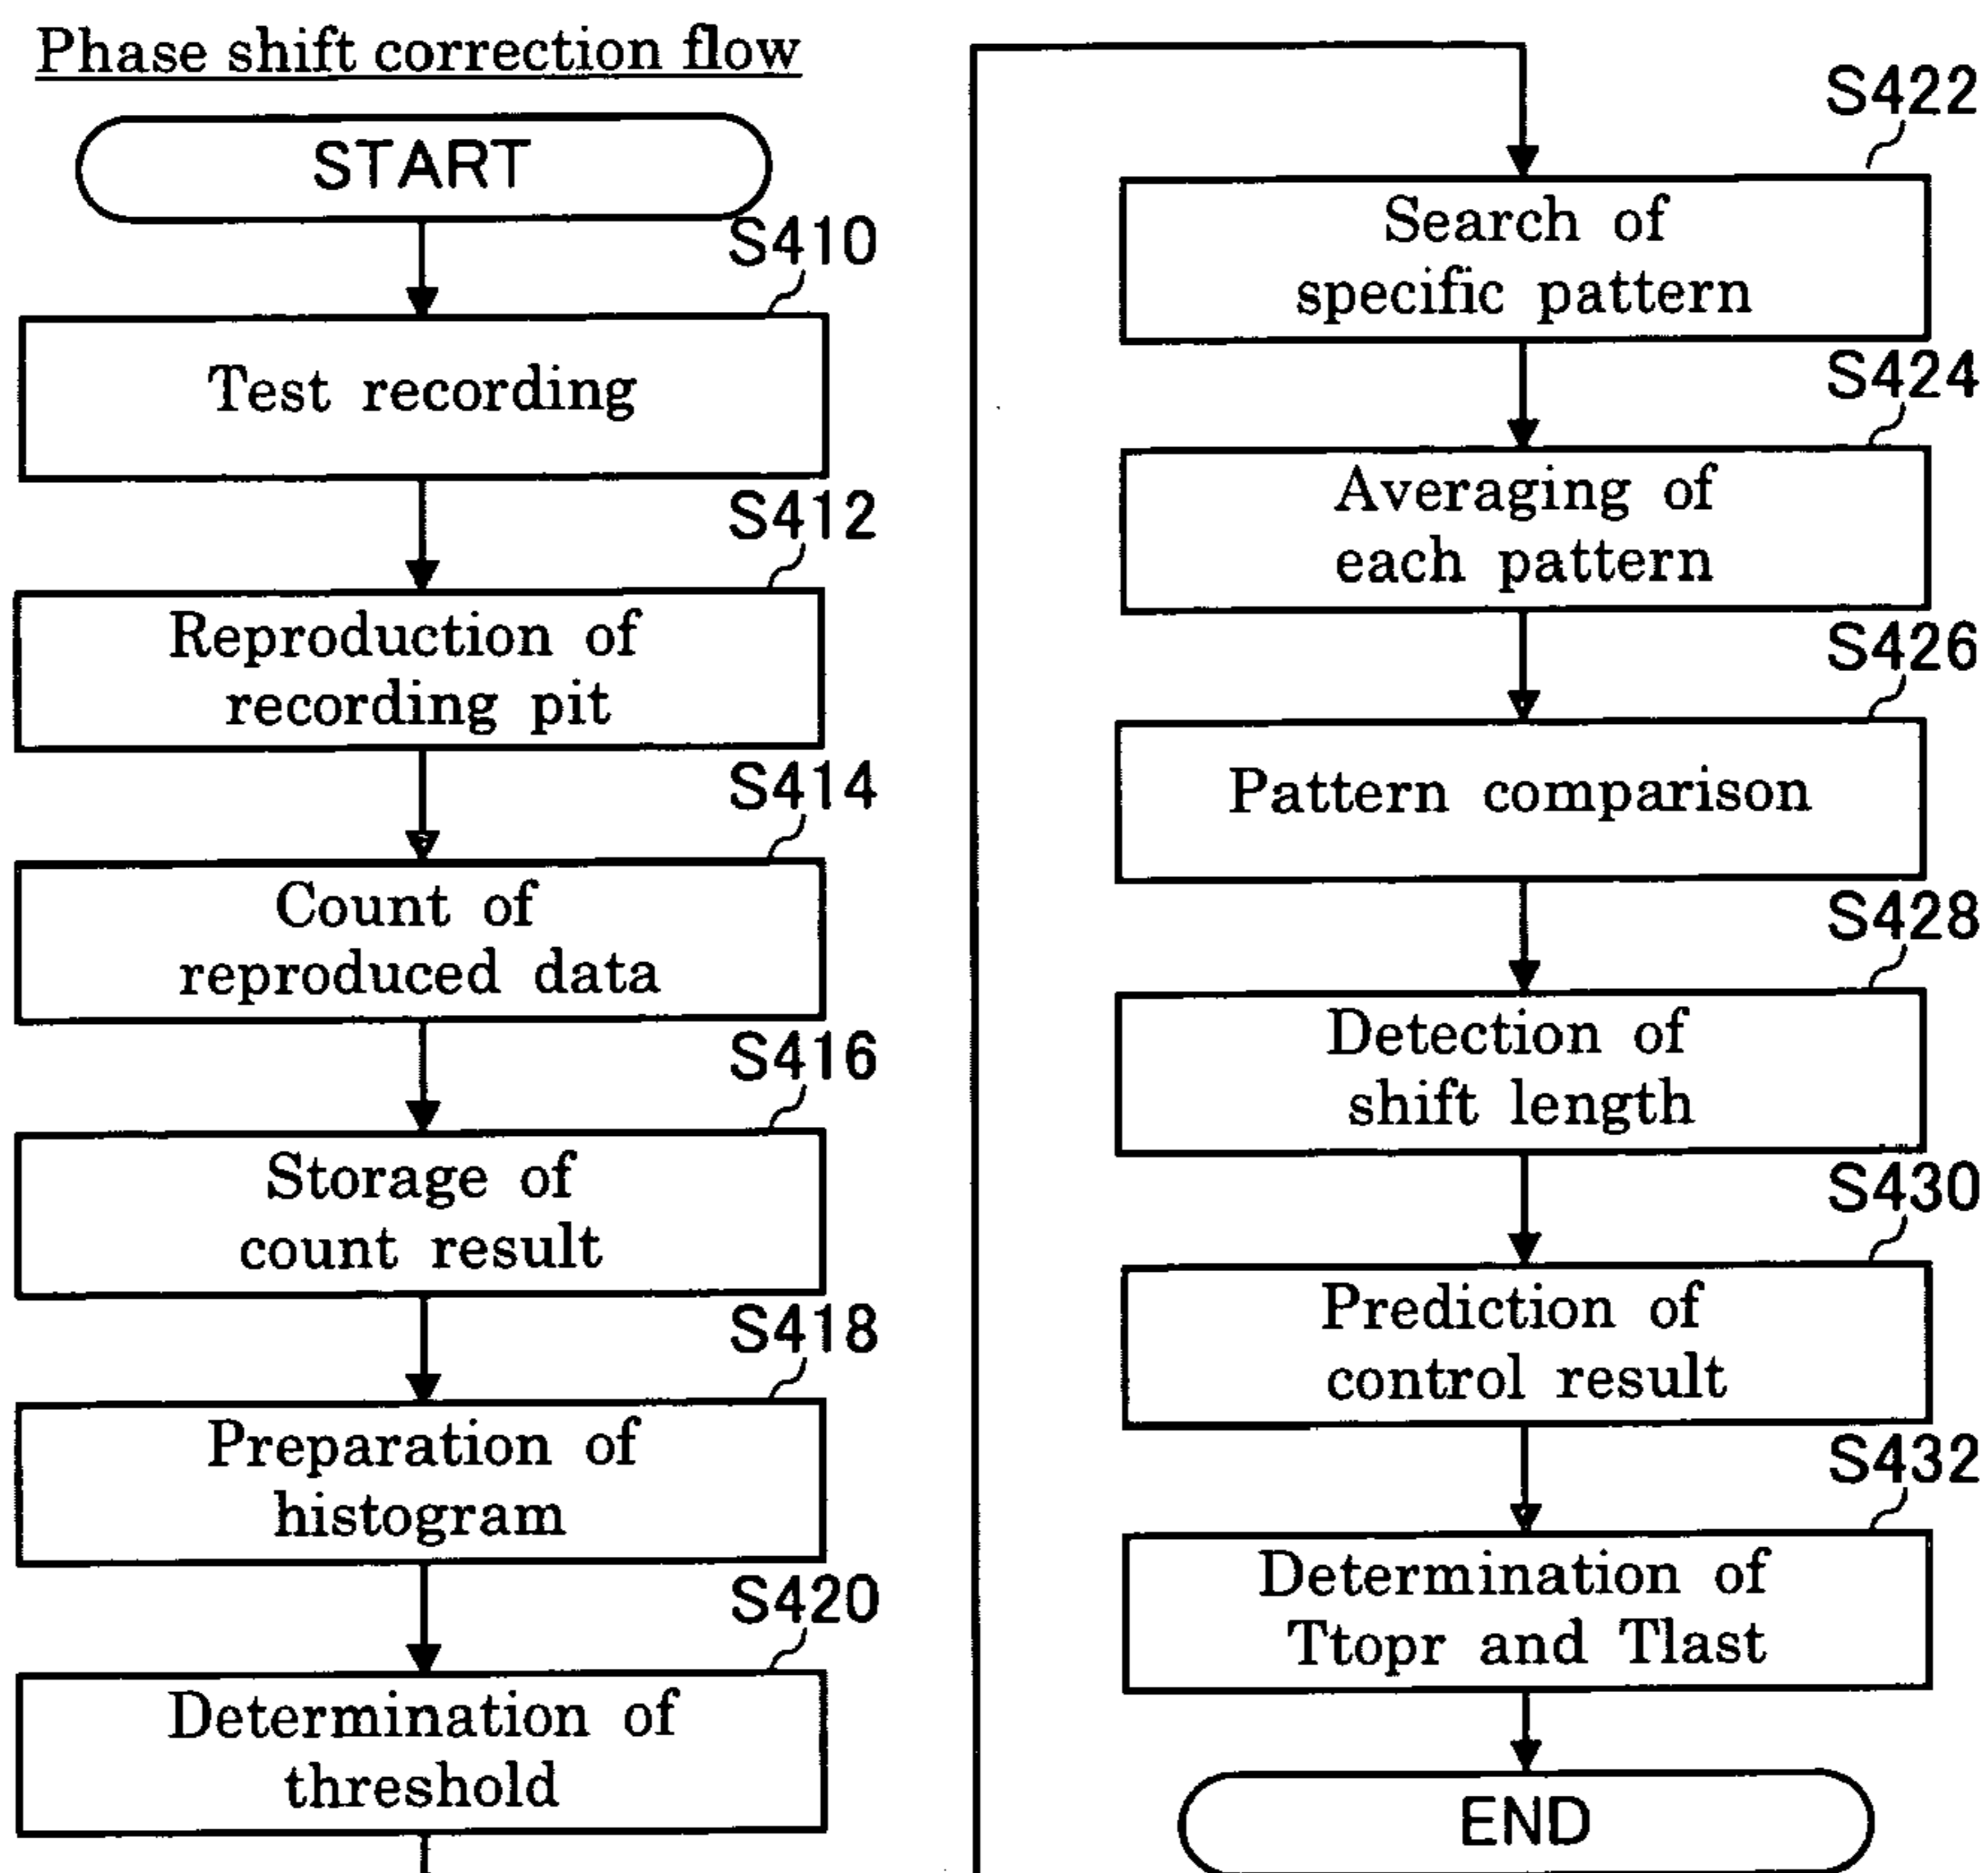 Phase shift correction flow
START
S410
Test recording
S412
Reproduction of
recording pit
S414
Count of
reproduced data
S416
Storage of
count result
S418
Preparation of
histogram
S420
Determination of
threshold
S422
Search of
specific pattern
S424
Averaging of
each pattern
S426
Pattern comparison
S428
Detection of
shift length
S430
Prediction of
control result
S432
Determination of
Ttopr and Tlast
END